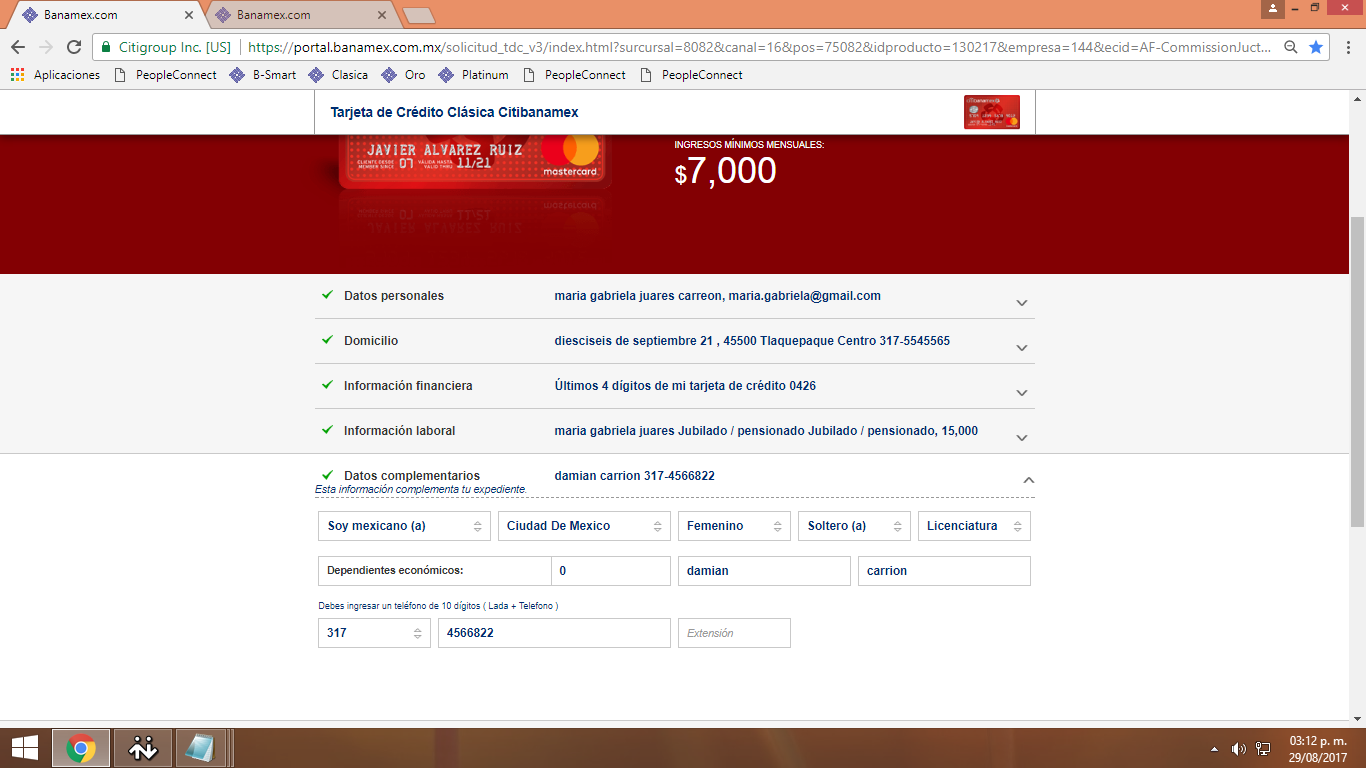 Banamex.com
Banamex.com
Citigroup Inc. [US]
https://portal.banamex.com.mx/solicitud_tdc_v3/index.html?sursursal=8082&canal=16&pos=75082&idproducto=130217&empresa=144&ecid=AF-CommissionJuct...
Aplicaciones PeopleConnect B-Smart Clasica Oro Platinum PeopleConnect PeopleConnect
Tarjeta de Crédito Clásica Citibanamex
JAVIER ALVAREZ RUIZ
CLIENTE DESDE MEMBER SINCE 07 VALIDA HASTA VALID THRU 11/21
mastercard
INGRESOS MÍNIMOS MENSUALES:
$7,000
Datos personales maria gabriela juares carreon, maria.gabriela@gmail.com
Domicilio diesciseis de septiembre 21 , 45500 Tlaquepaque Centro 317-5545565
Información financiera Últimos 4 dígitos de mi tarjeta de crédito 0426
Información laboral maria gabriela juares Jubilado / pensionado Jubilado / pensionado, 15,000
Datos complementarios damian carrion 317-4566822
Esta información complementa tu expediente.
Soy mexicano (a) Ciudad De Mexico Femenino Soltero (a) Licenciatura
Dependientes económicos: 0 damian carrion
Debes ingresar un teléfono de 10 dígitos ( Lada + Telefono )
317 4566822 Extensión
03:12 p. m.
29/08/2017